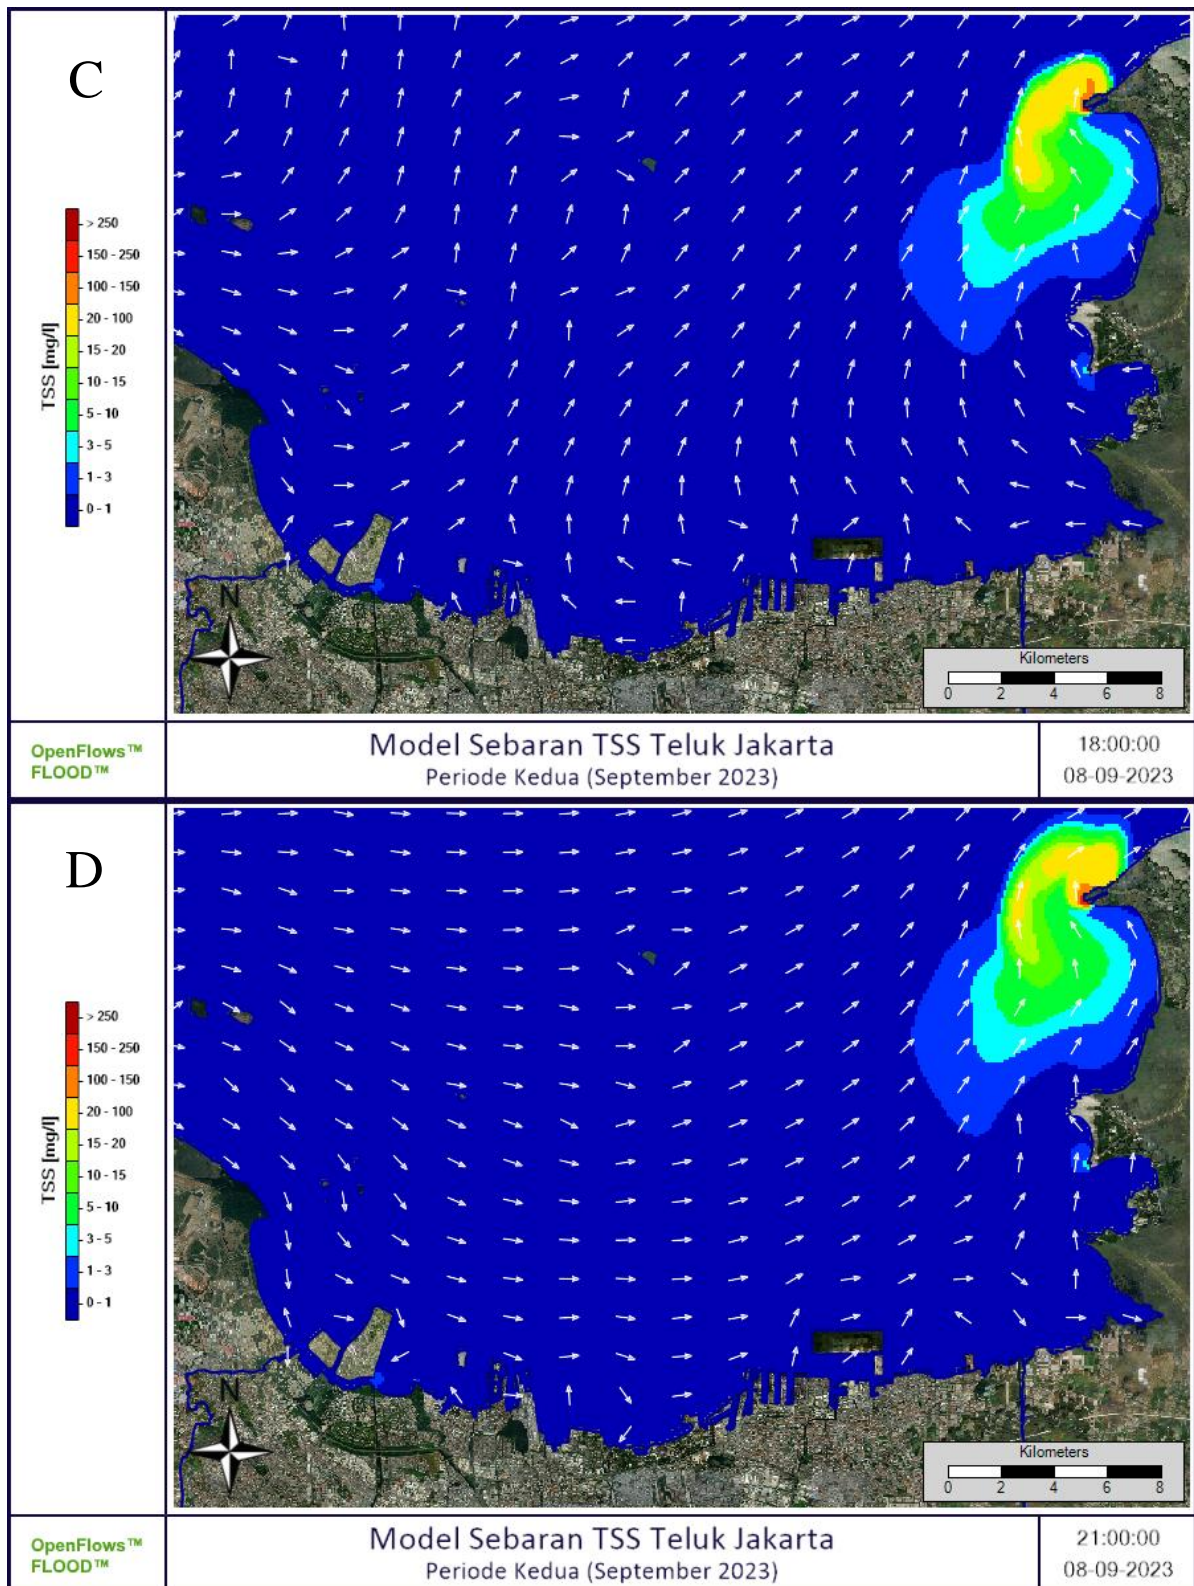 C
TSS [mg/l]
> 250
150 - 250
100 - 150
20 - 100
15 - 20
10 - 15
5 - 10
3 - 5
1 - 3
0 - 1
N
Kilometers
0 2 4 6 8
OpenFlows™
FLOOD™
Model Sebaran TSS Teluk Jakarta
Periode Kedua (September 2023)
18:00:00
08-09-2023
D
TSS [mg/l]
> 250
150 - 250
100 - 150
20 - 100
15 - 20
10 - 15
5 - 10
3 - 5
1 - 3
0 - 1
N
Kilometers
0 2 4 6 8
OpenFlows™
FLOOD™
Model Sebaran TSS Teluk Jakarta
Periode Kedua (September 2023)
21:00:00
08-09-2023